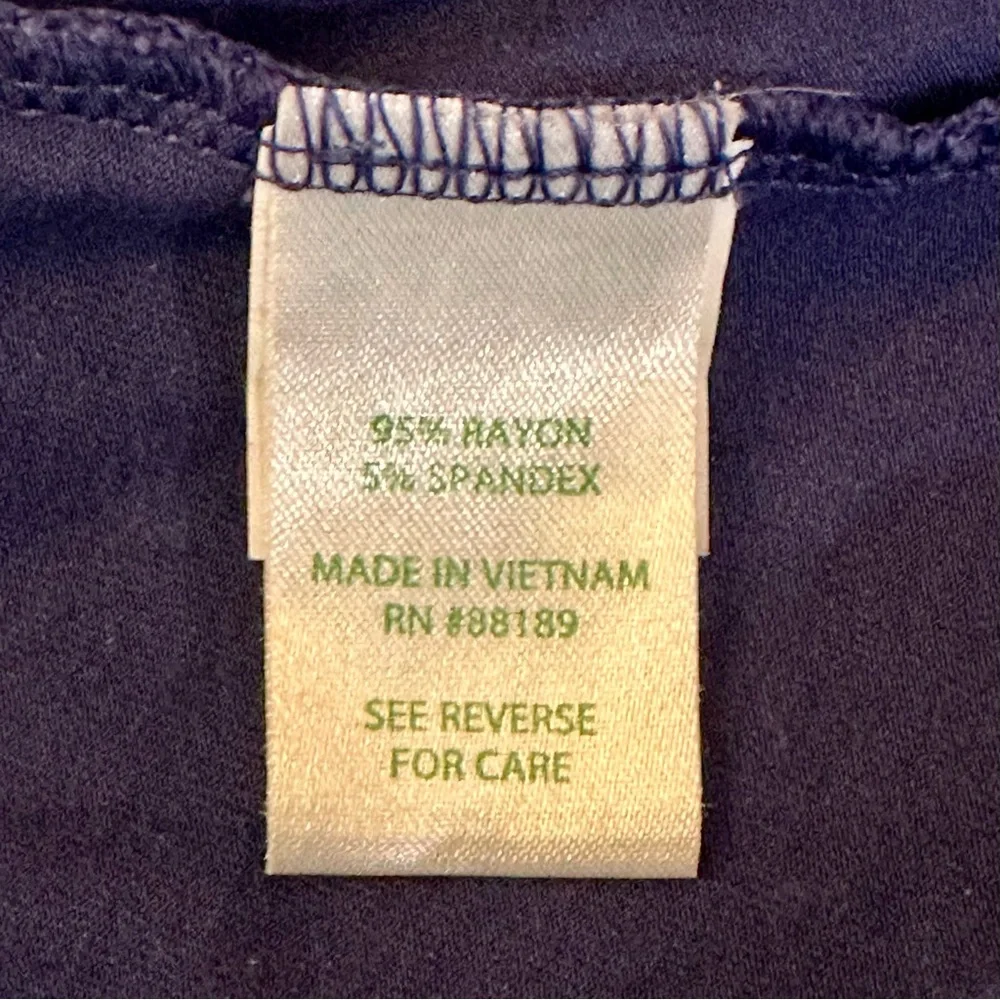 95% RAYON
5% SPANDEX
MADE IN VIETNAM
RN #88189
SEE REVERSE
FOR CARE